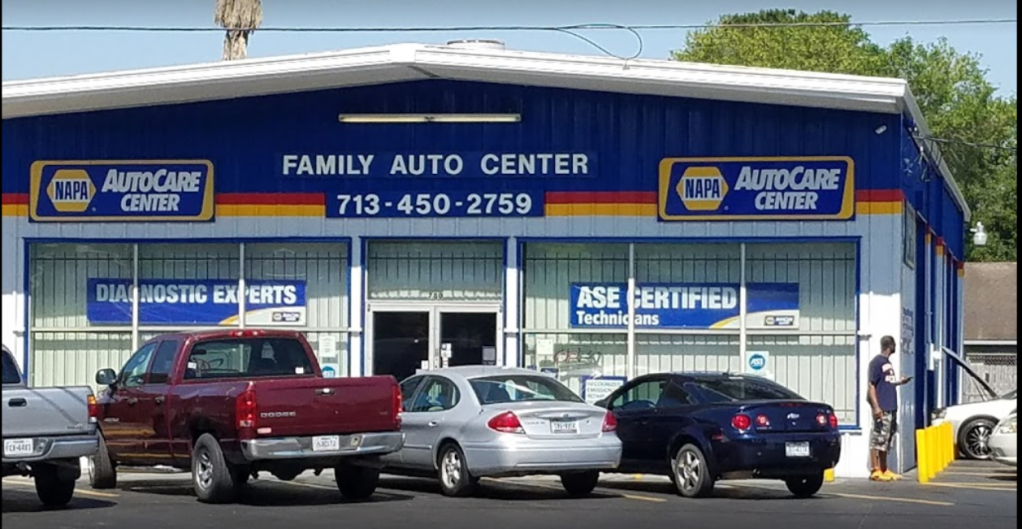 FAMILY AUTO CENTER
713-450-2759
NAPA AUTOCARE
CENTER
NAPA AUTOCARE
CENTER
DIAGNOSTIC EXPERTS
ASE CERTIFIED
Technicians
DODGE